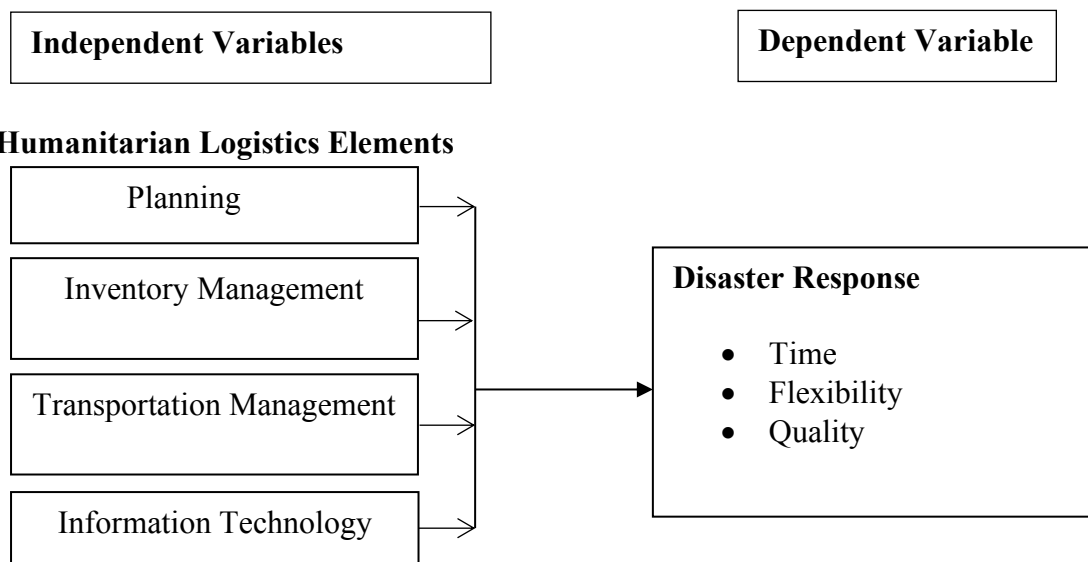 Independent Variables
Dependent Variable
Humanitarian Logistics Elements
Planning
Inventory Management
Transportation Management
Information Technology
Disaster Response
• Time
• Flexibility
• Quality